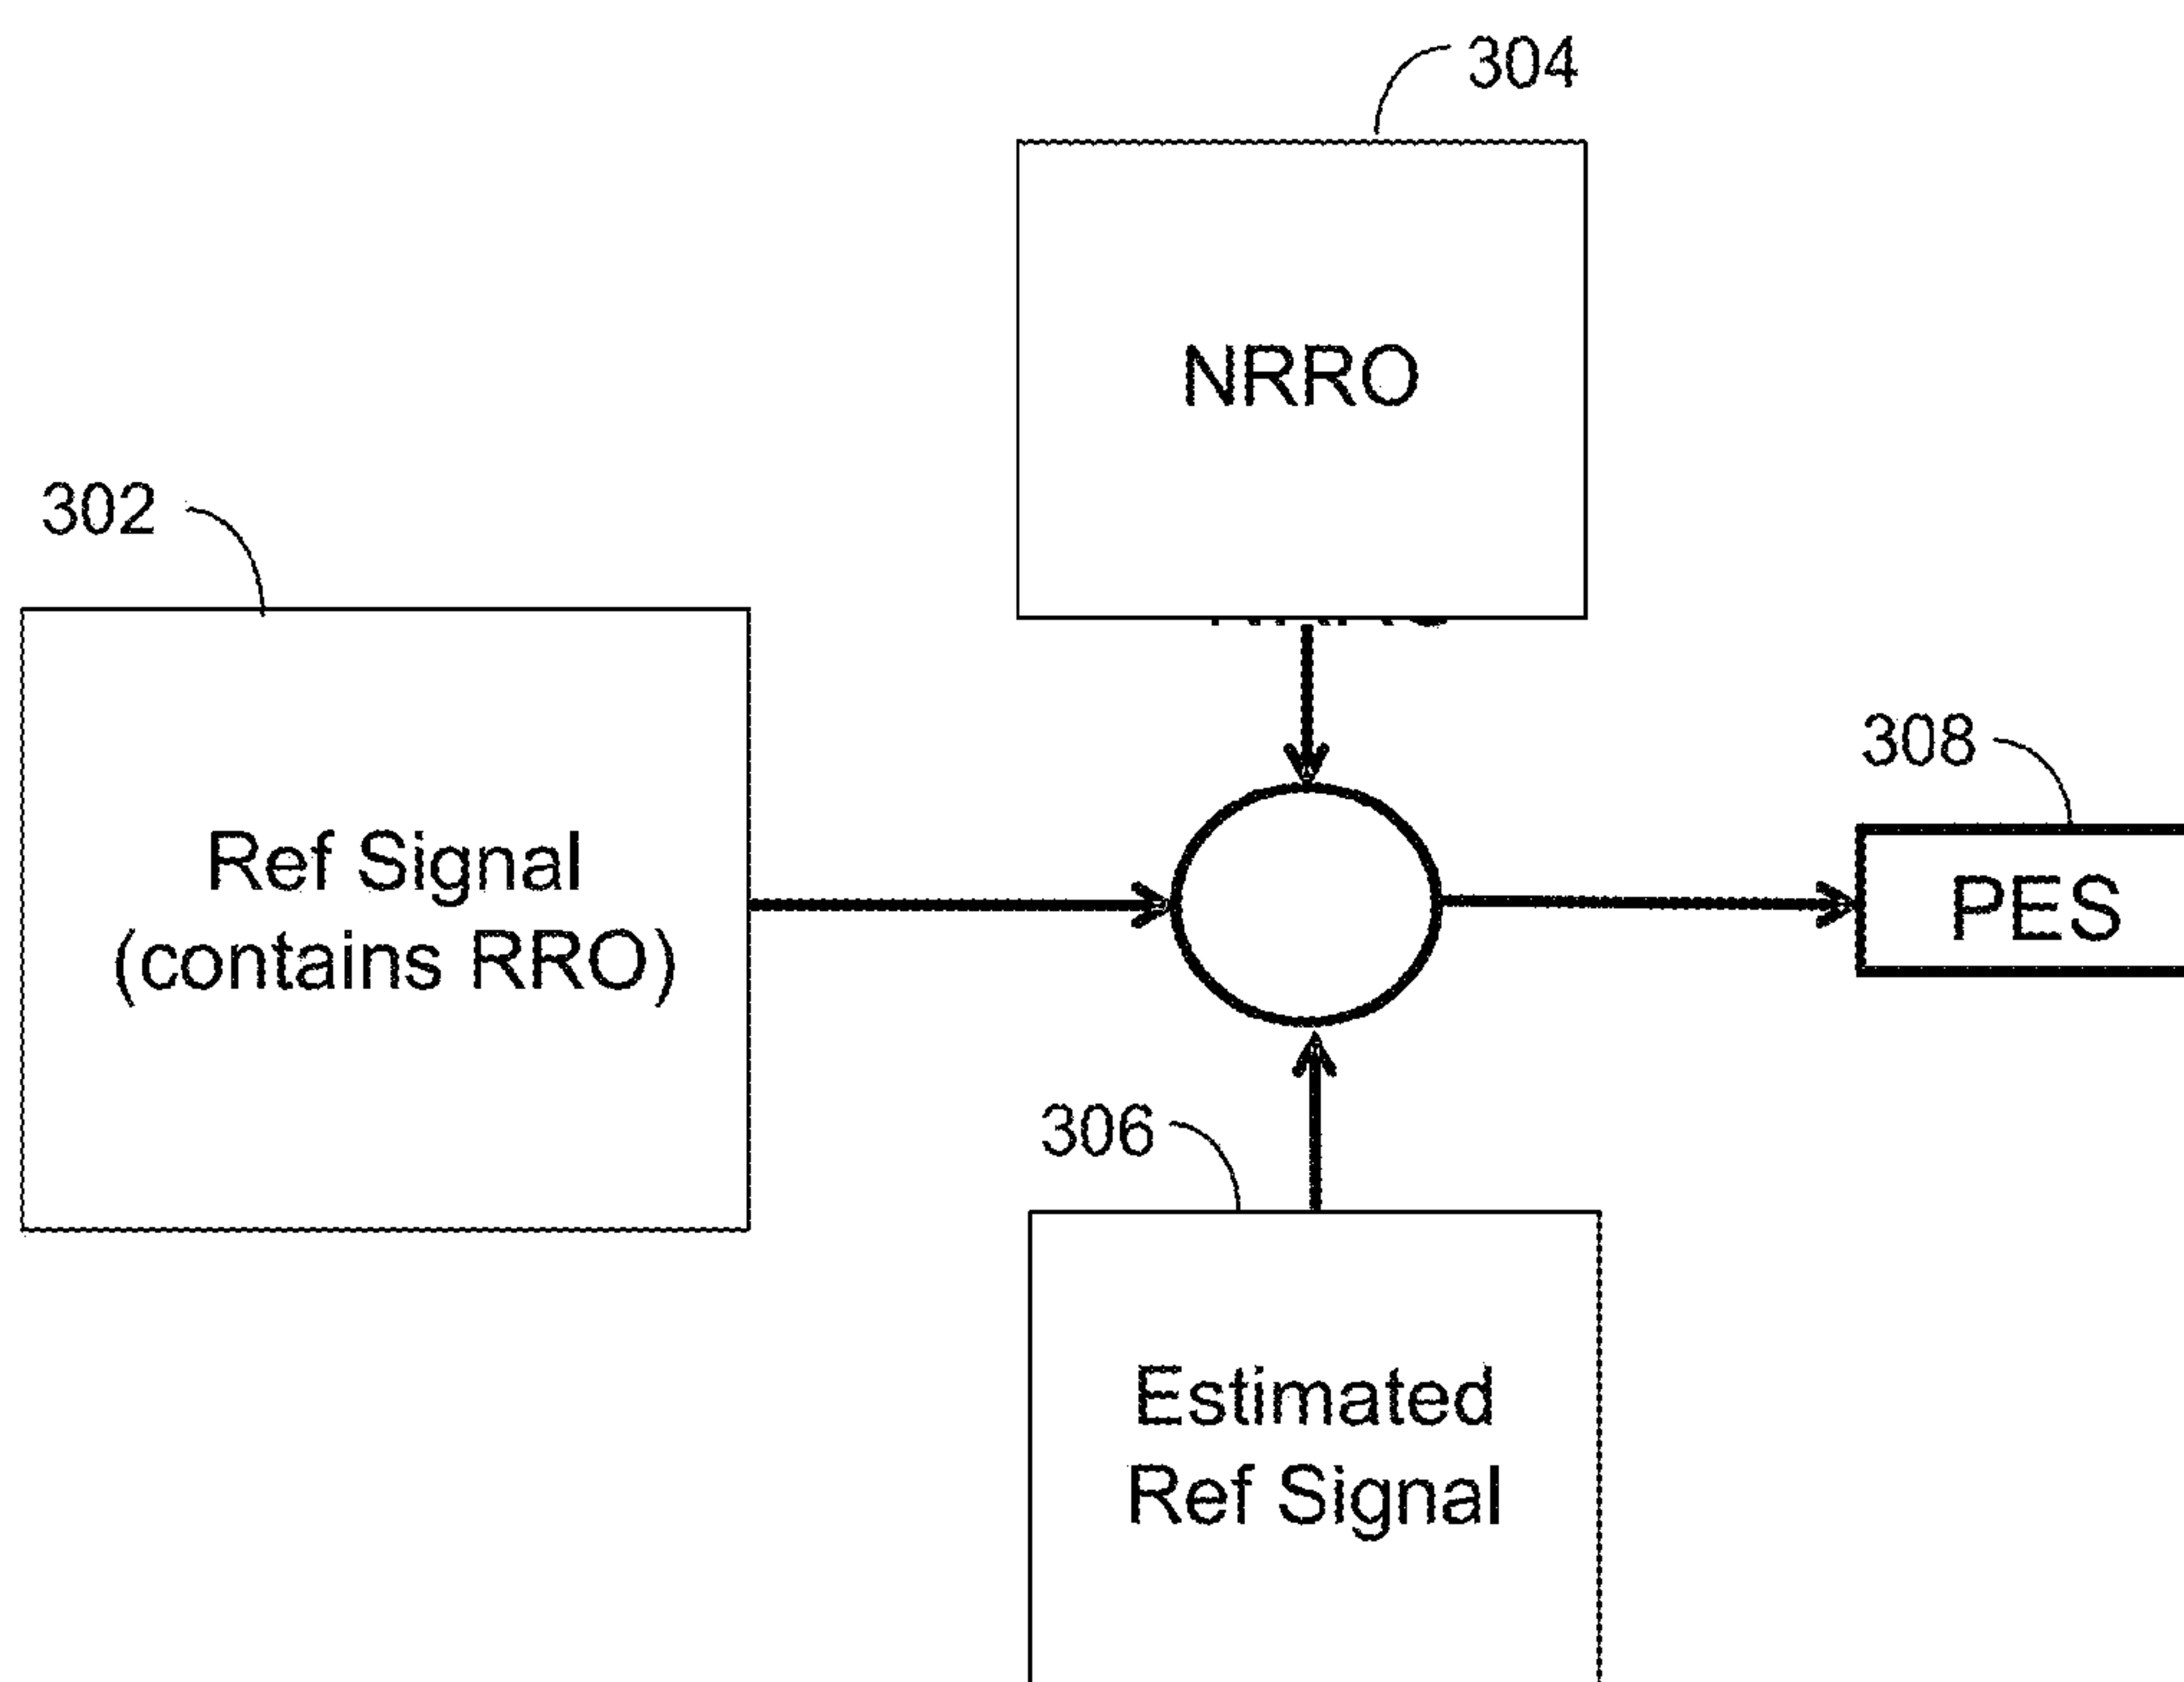 304
NRRO
302
308
Ref Signal
(contains RRO)
PES
306
Estimated
Ref Signal